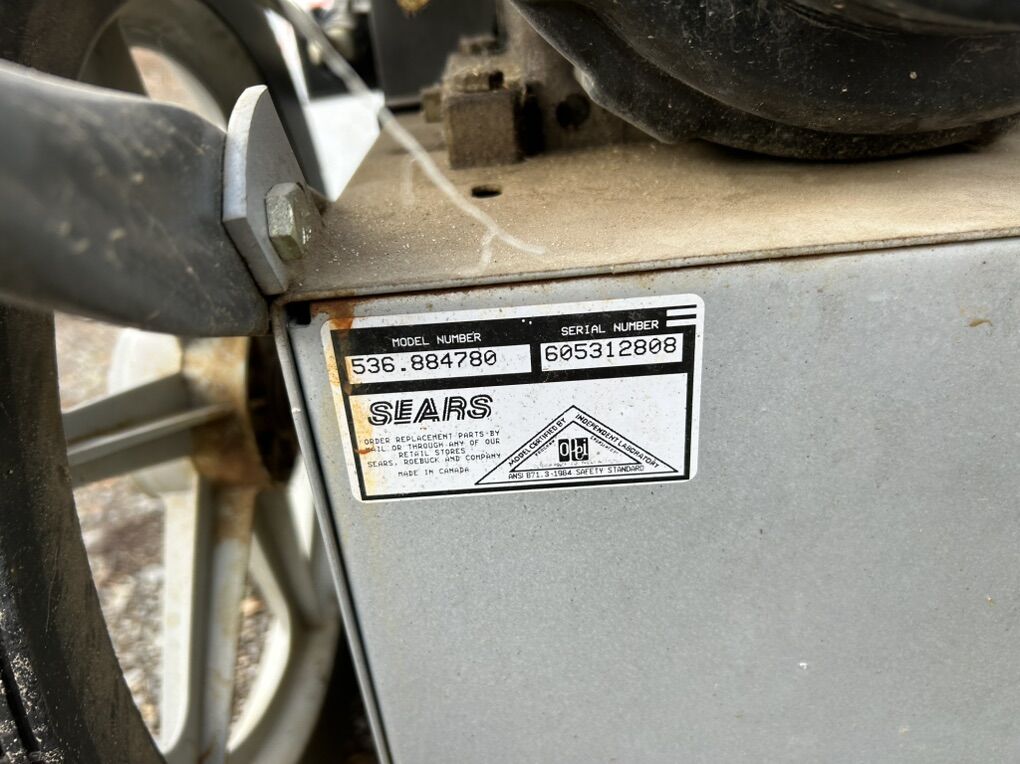 MODEL NUMBER
SERIAL NUMBER
536.884780
605312808
SEARS
ORDER REPLACEMENT PARTS BY
MAIL OR THROUGH ANY OF OUR
RETAIL STORES
SEARS, ROEBUCK AND COMPANY
MADE IN CANADA
MODEL CERTIFIED BY INDEPENDENT LABORATORY
ANSI B71.3-1984 SAFETY STANDARD